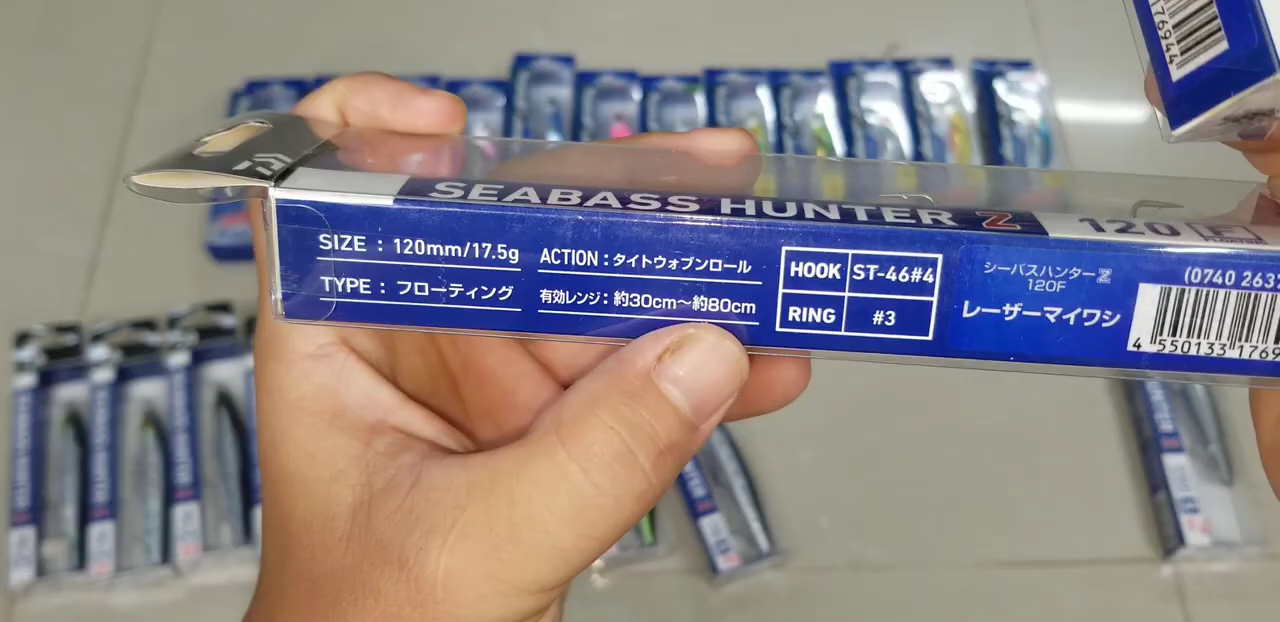 SEABASS HUNTER Z 120 F
FLOATING
SIZE : 120mm/17.5g
TYPE : フローティング
ACTION : タイトウォブンロール
有効レンジ : 約30cm～約80cm
HOOK ST-46#4
RING #3
シーバスハンターZ
120F
レーザーマイワシ
(0740 263
4 550133 1769
76944